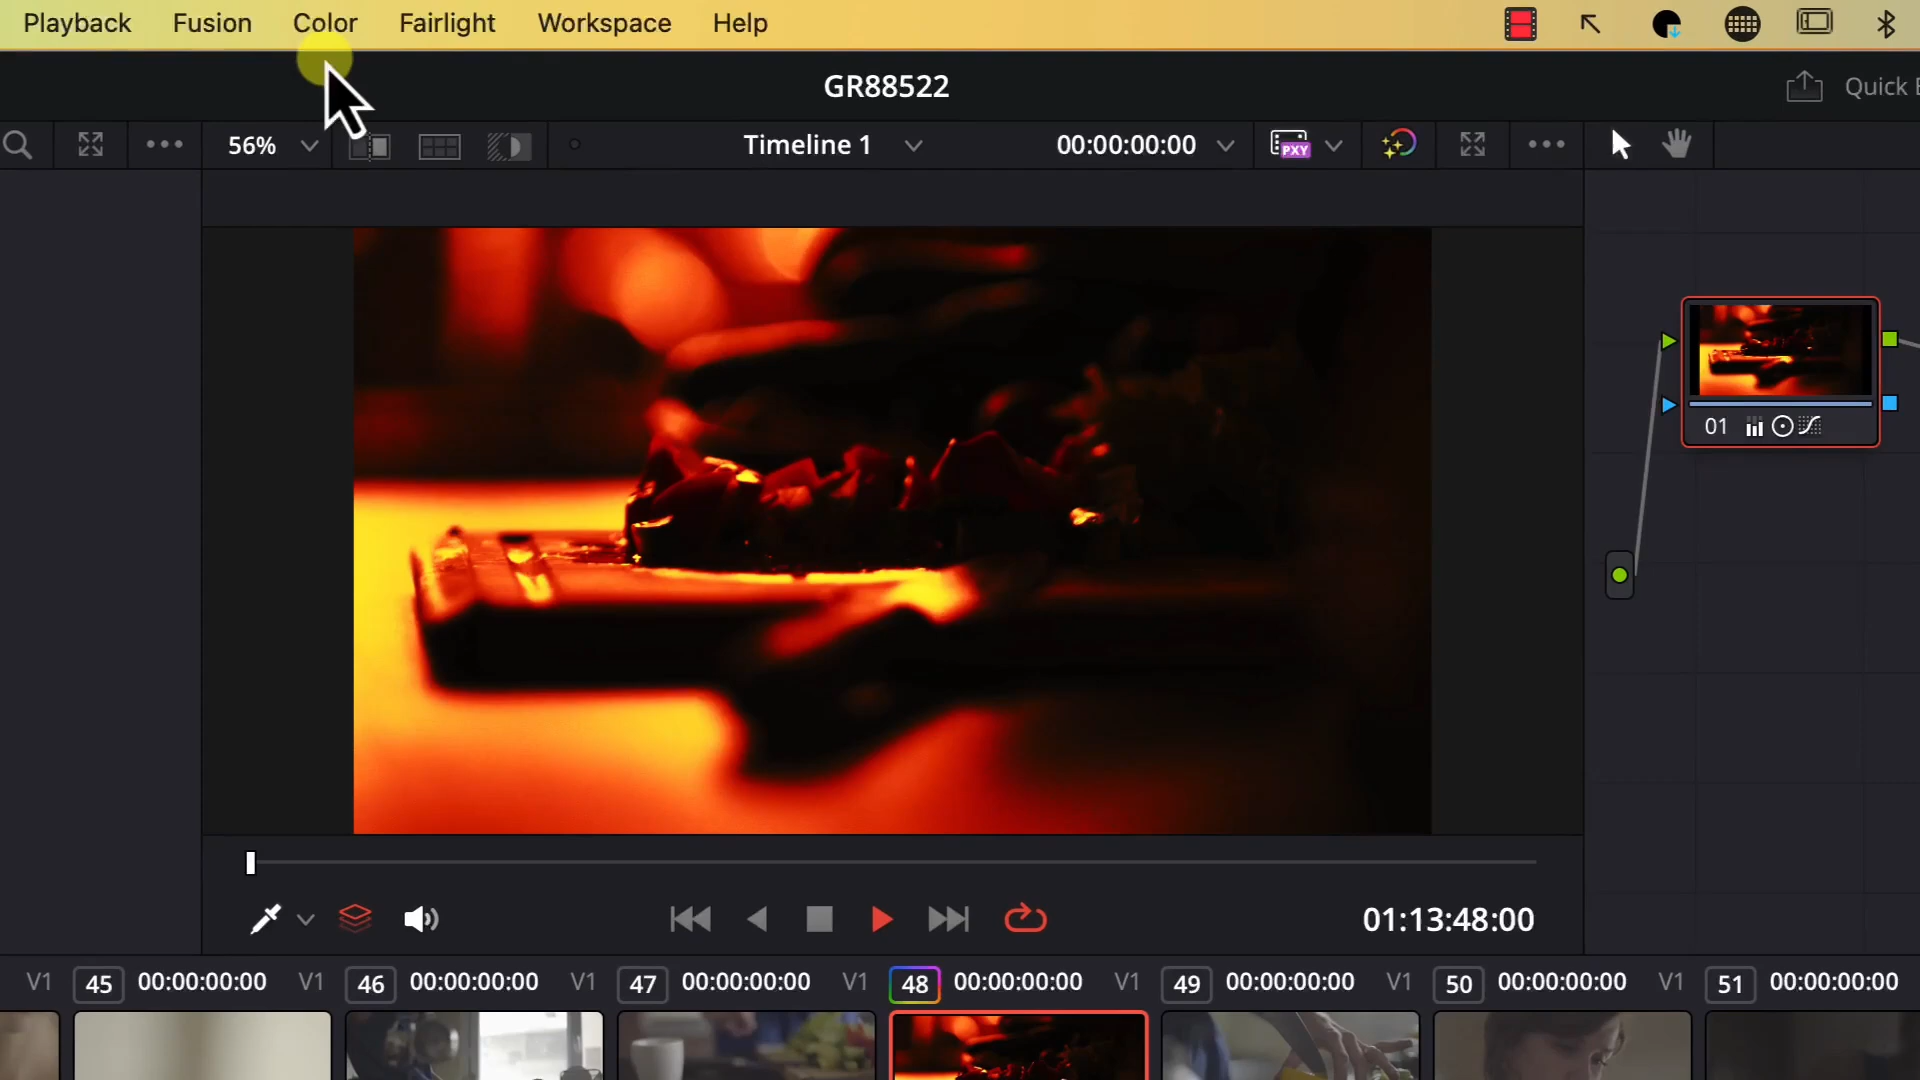 Playback Fusion Color Fairlight Workspace Help
GR88522
Quick
56% Timeline 1 00:00:00:00 PXY
01
01:13:48:00
V1 45 00:00:00:00 V1 46 00:00:00:00 V1 47 00:00:00:00 V1 48 00:00:00:00 V1 49 00:00:00:00 V1 50 00:00:00:00 V1 51 00:00:00:00